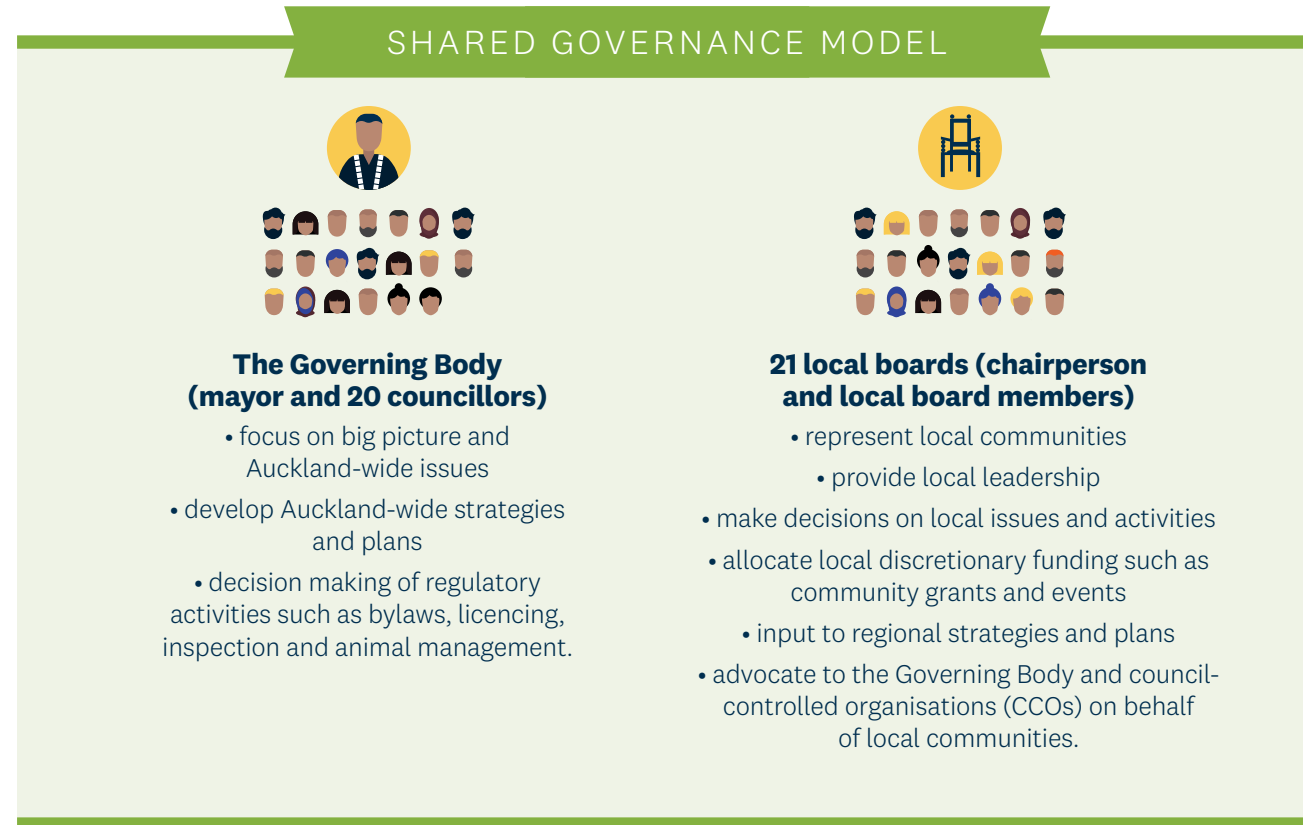 SHARED GOVERNANCE MODEL
The Governing Body
(mayor and 20 councillors)
• focus on big picture and
Auckland-wide issues
• develop Auckland-wide strategies
and plans
• decision making of regulatory
activities such as bylaws, licencing,
inspection and animal management.
21 local boards (chairperson
and local board members)
• represent local communities
• provide local leadership
• make decisions on local issues and activities
• allocate local discretionary funding such as
community grants and events
• input to regional strategies and plans
• advocate to the Governing Body and council-
controlled organisations (CCOs) on behalf
of local communities.